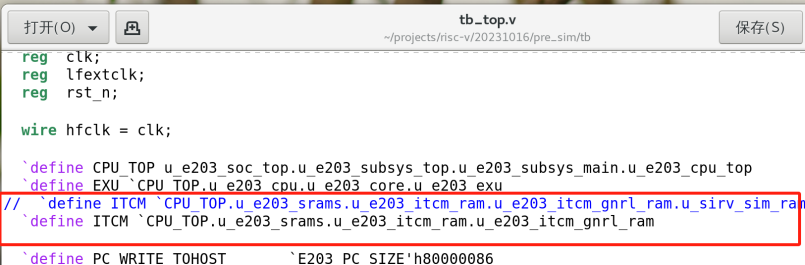 打开(O)
tb_top.v
~/projects/risc-v/20231016/pre_sim/tb
保存(S)
reg  clk;
reg  lfextclk;
reg  rst_n;
wire hfclk = clk;
`define CPU_TOP u_e203_soc_top.u_e203_subsys_top.u_e203_subsys_main.u_e203_cpu_top
`define EXU `CPU_TOP.u_e203_cpu.u_e203_core.u_e203_exu
//  `define ITCM `CPU_TOP.u_e203_srams.u_e203_itcm_ram.u_e203_itcm_gnrl_ram.u_sirv_sim_ram
`define ITCM `CPU_TOP.u_e203_srams.u_e203_itcm_ram.u_e203_itcm_gnrl_ram
`define PC_WRITE_TOHOST       `E203_PC_SIZE'h80000086